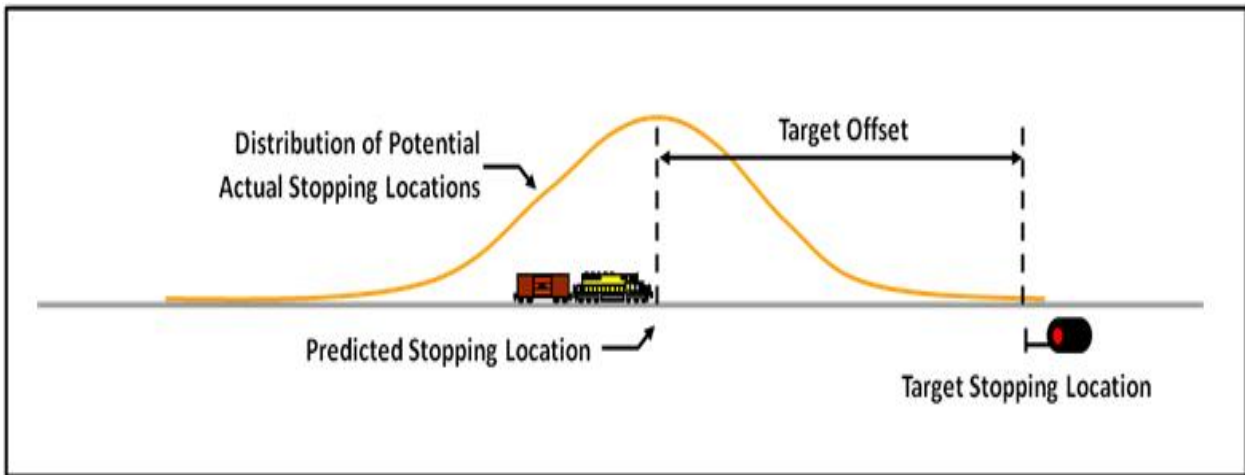 Distribution of Potential
Actual Stopping Locations
Target Offset
Predicted Stopping Location
Target Stopping Location